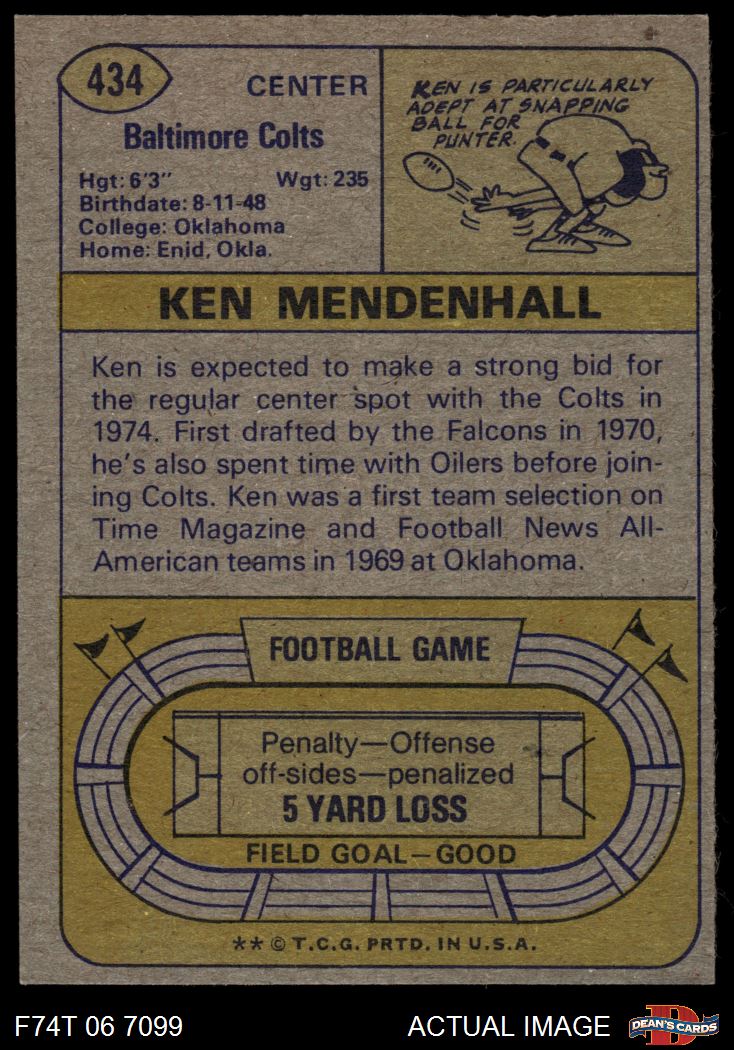 434
CENTER
Baltimore Colts
Hgt: 6'3" Wgt: 235
Birthdate: 8-11-48
College: Oklahoma
Home: Enid, Okla.
KEN IS PARTICULARLY
ADEPT AT SNAPPING
BALL FOR
PUNTER.
KEN MENDENHALL
Ken is expected to make a strong bid for
the regular center spot with the Colts in
1974. First drafted by the Falcons in 1970,
he's also spent time with Oilers before join-
ing Colts. Ken was a first team selection on
Time Magazine and Football News All-
American teams in 1969 at Oklahoma.
FOOTBALL GAME
Penalty—Offense
off-sides—penalized
5 YARD LOSS
FIELD GOAL—GOOD
** © T.C.G. PRTD. IN U.S.A.
F74T 06 7099
ACTUAL IMAGE
D
DEAN'S CARDS